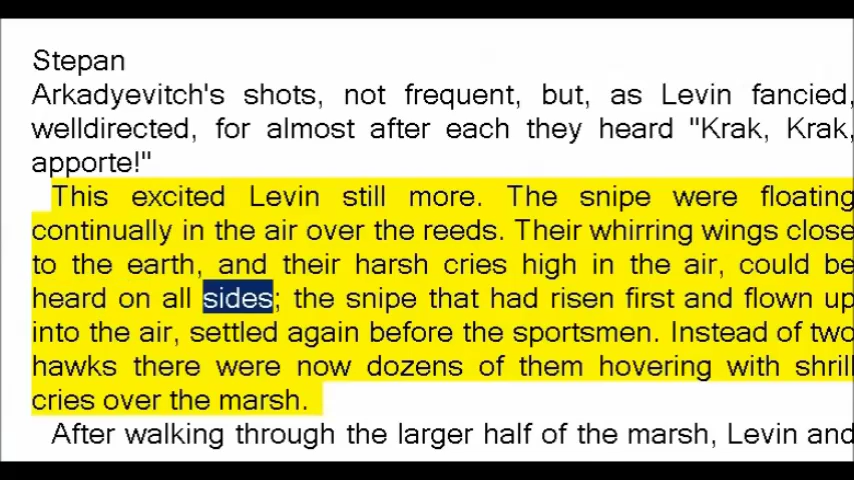 Stepan
Arkadyevitch's shots, not frequent, but, as Levin fancied,
welldirected, for almost after each they heard "Krak, Krak,
apporte!"
This excited Levin still more. The snipe were floating
continually in the air over the reeds. Their whirring wings close
to the earth, and their harsh cries high in the air, could be
heard on all sides; the snipe that had risen first and flown up
into the air, settled again before the sportsmen. Instead of two
hawks there were now dozens of them hovering with shrill
cries over the marsh.
After walking through the larger half of the marsh, Levin and